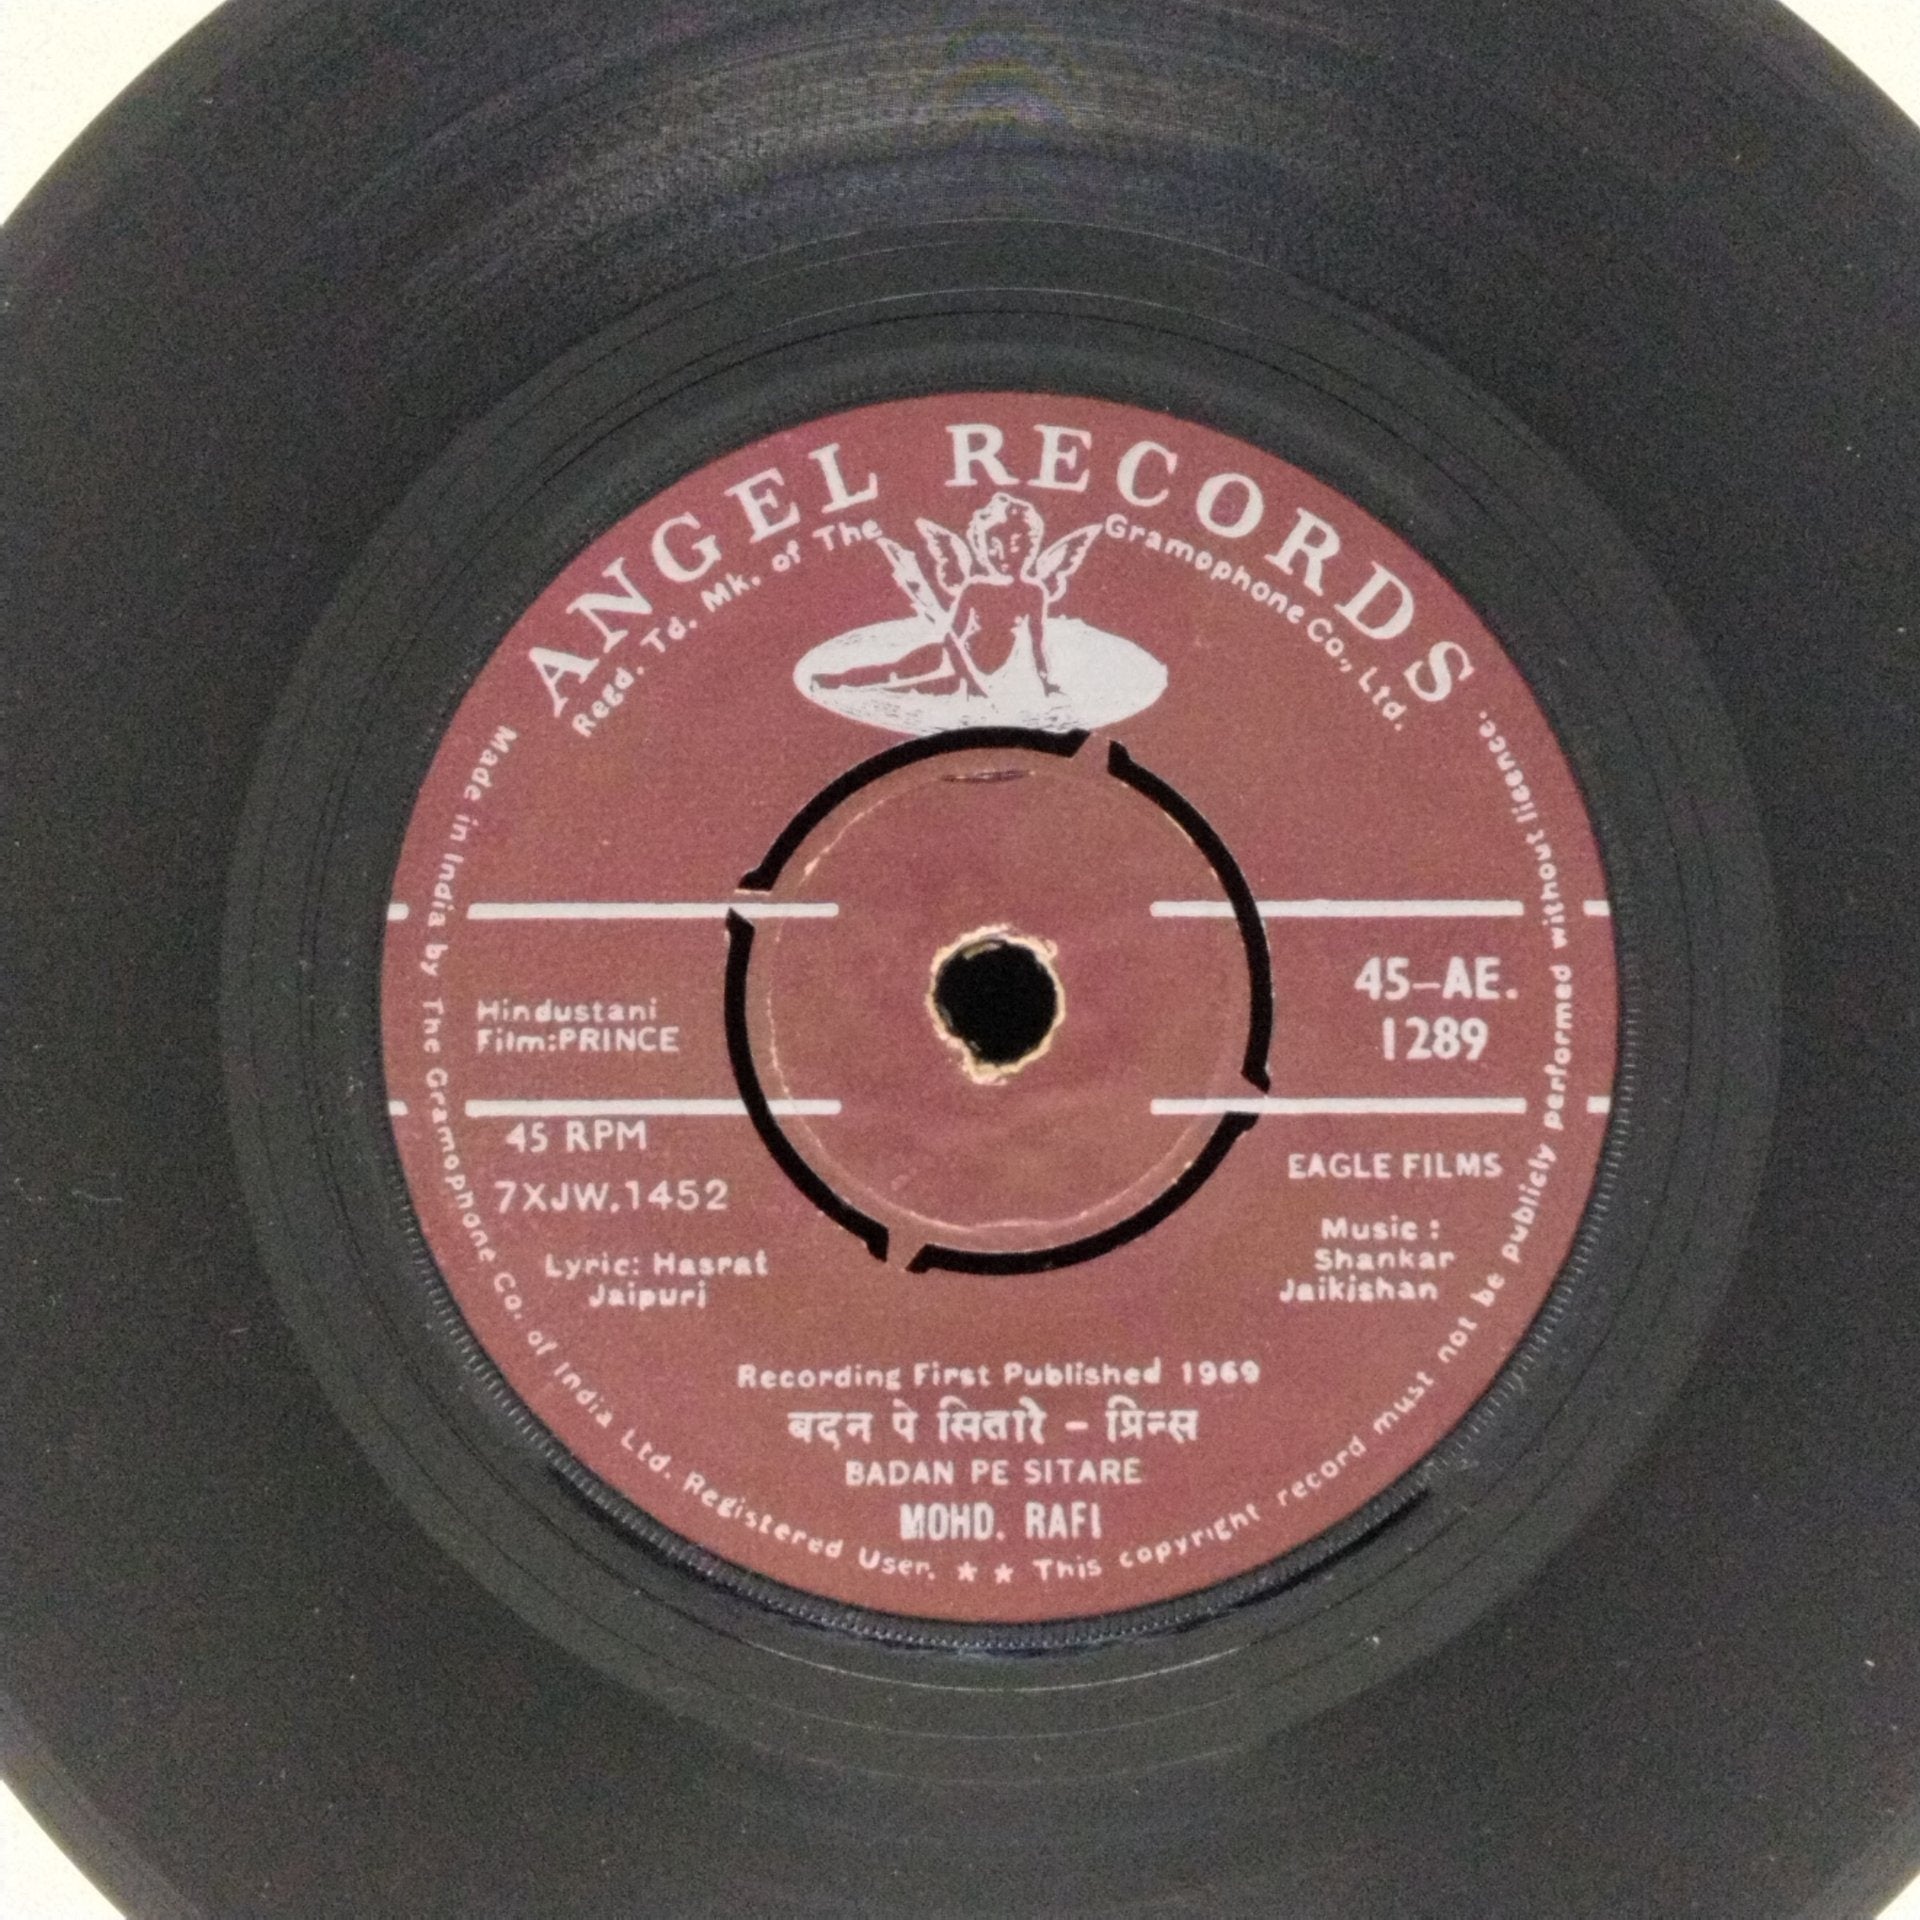 ANGEL RECORDS
Regd. Td. Mk. of The Gramophone Co., Ltd.
Hindustani
Film:PRINCE
45-AE.
1289
45 RPM
7XJW.1452
EAGLE FILMS
Lyric: Hasrat
Jaipuri
Music :
Shankar
Jaikishan
Recording First Published 1969
बदन पे सितारे - प्रिन्स
BADAN PE SITARE
MOHD. RAFI
Made in India by The Gramophone Co. of India Ltd. Registered User. ★ ★ This copyright record must not be publicly performed without licence.